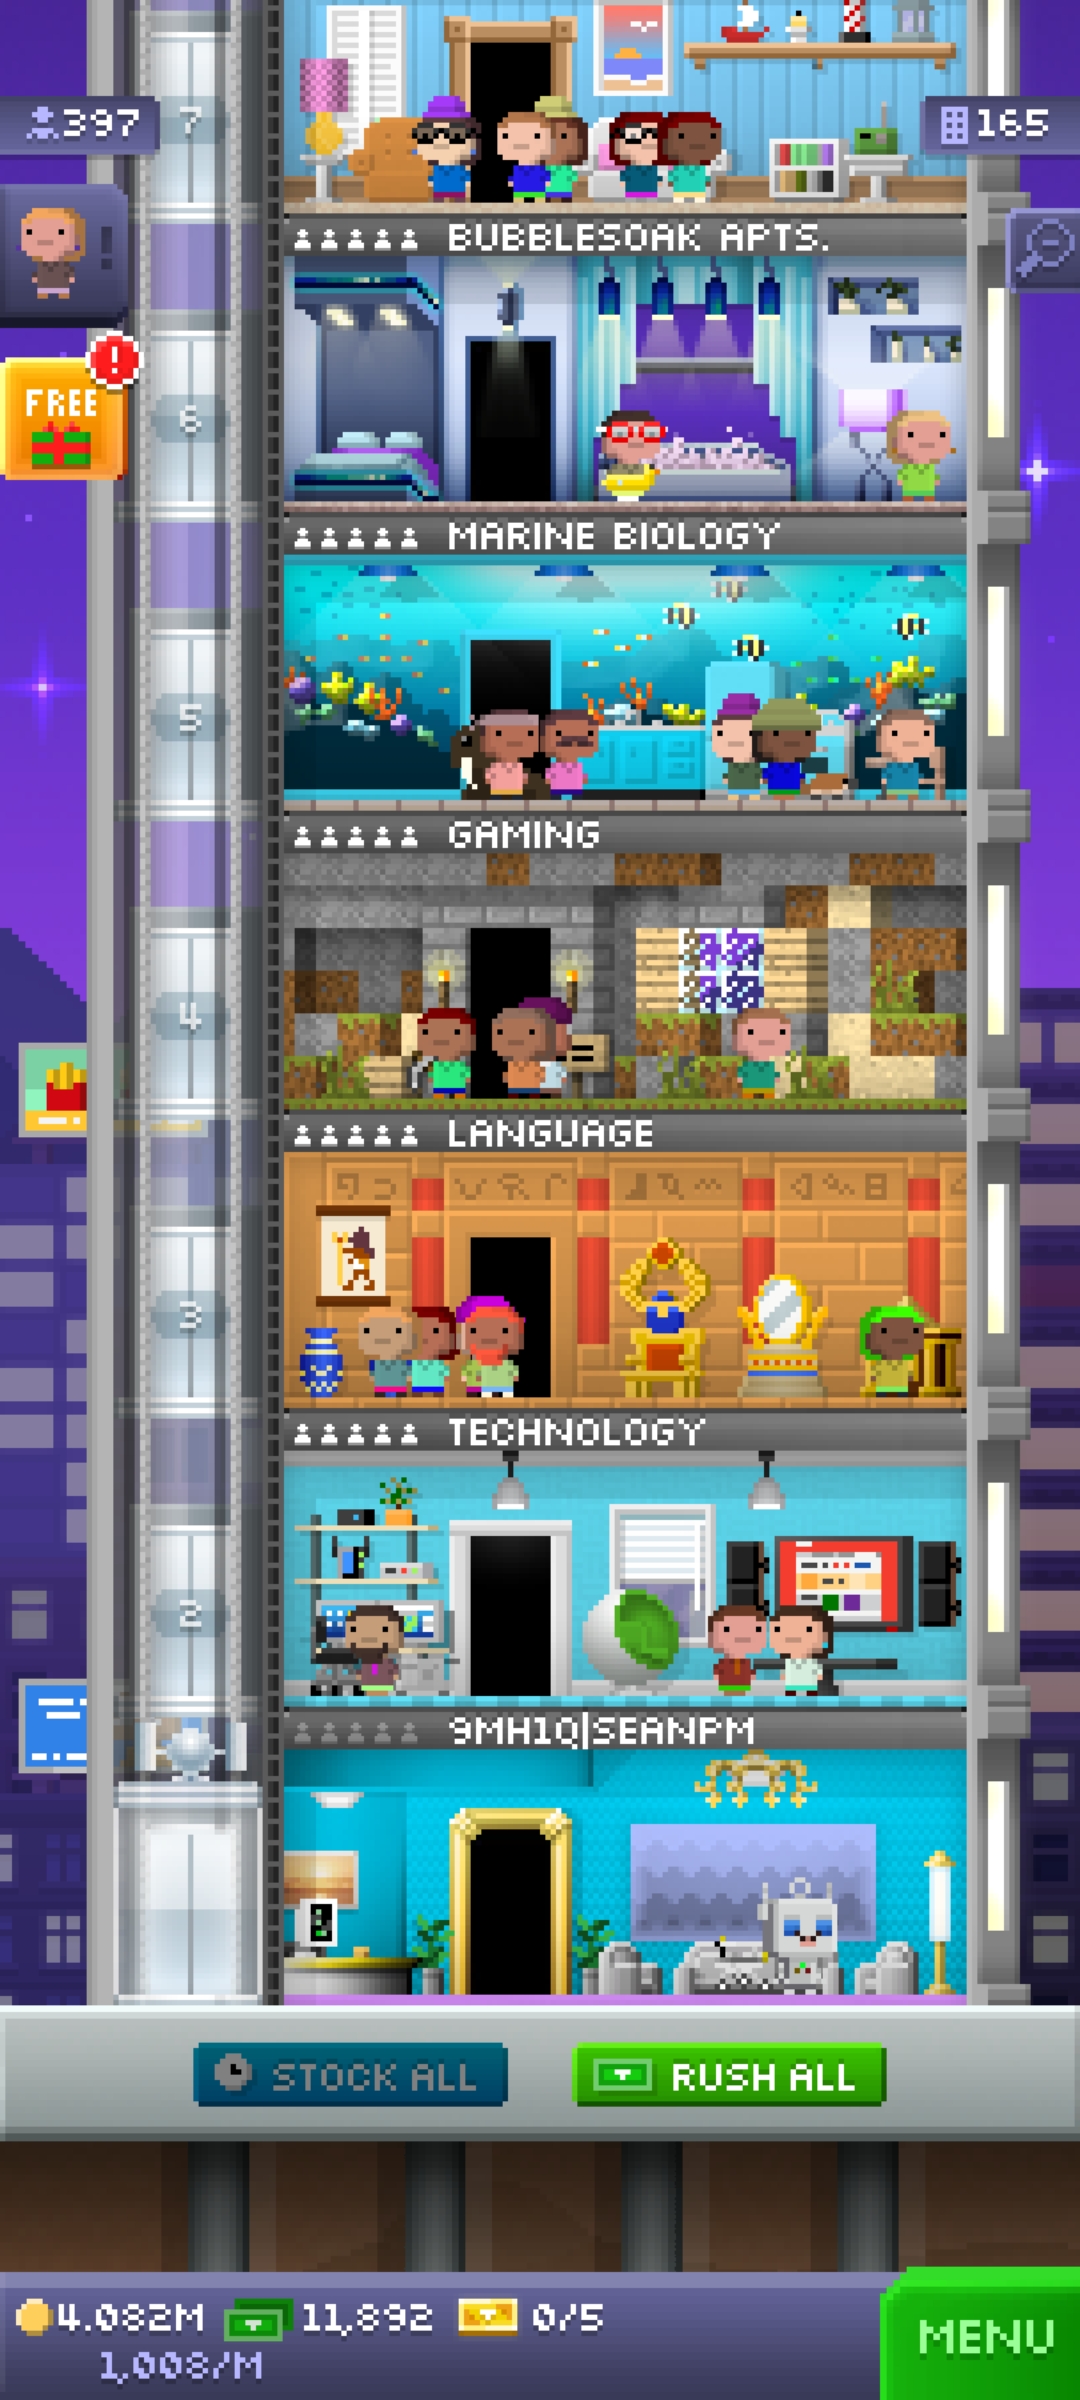 397
7
165
BUBBLESOAK APTS.
FREE
!
6
MARINE BIOLOGY
5
GAMING
4
LANGUAGE
3
TECHNOLOGY
2
9MH1Q|SEANPM
STOCK ALL
RUSH ALL
4.082M 11,892 0/5
1,008/M
MENU